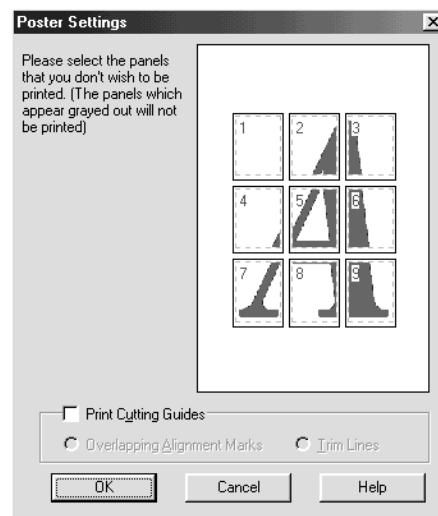 Poster Settings
Please select the panels
that you don't wish to be
printed. (The panels which
appear grayed out will not
be printed)
1 2 3
4 5 6
7 8 9
Print Cutting Guides
Overlapping Alignment Marks Trim Lines
OK Cancel Help